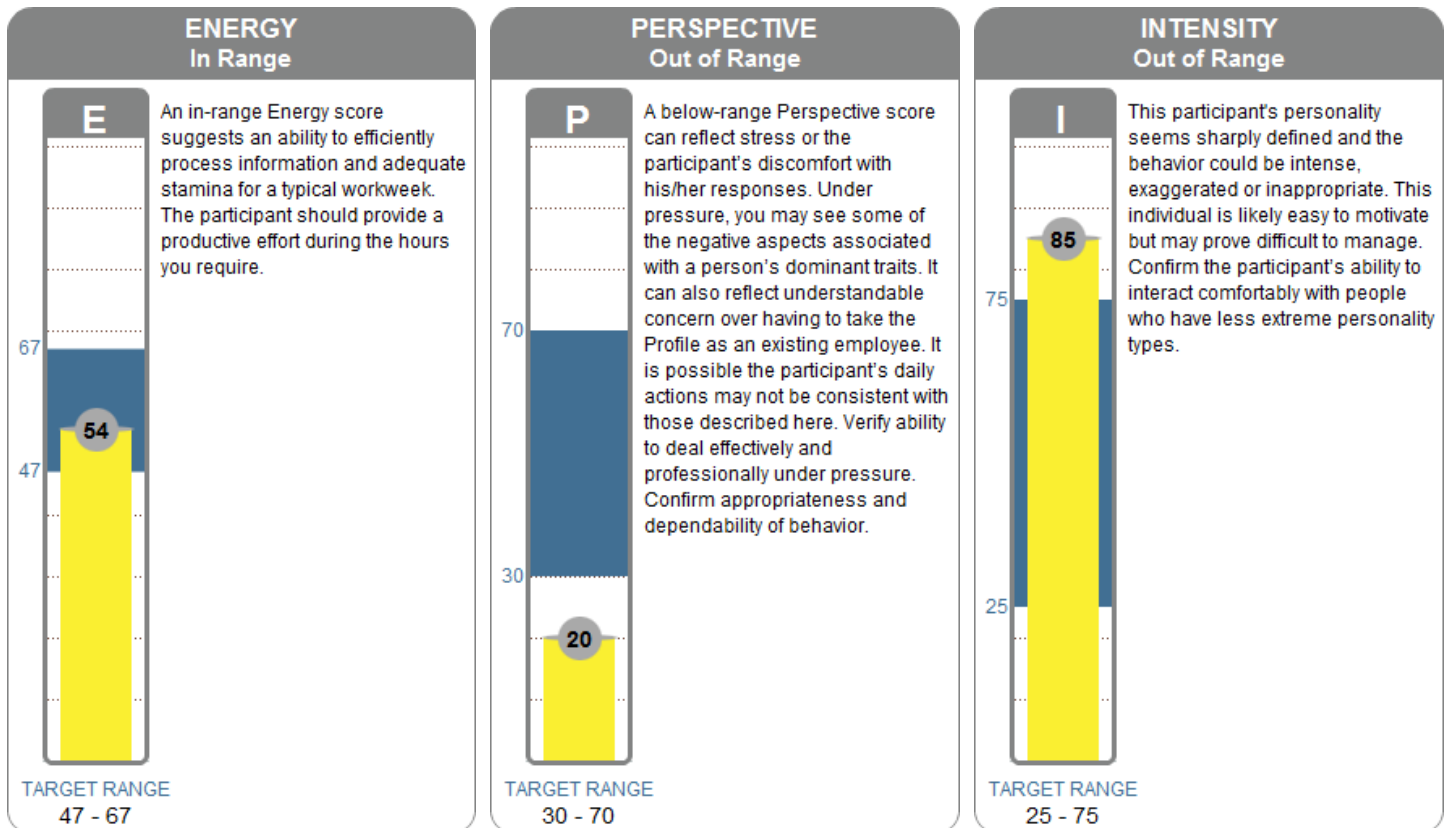 ENERGY
In Range
E
An in-range Energy score
suggests an ability to efficiently
process information and adequate
stamina for a typical workweek.
The participant should provide a
productive effort during the hours
you require.
67
54
47
TARGET RANGE
47 - 67
PERSPECTIVE
Out of Range
P
A below-range Perspective score
can reflect stress or the
participant's discomfort with
his/her responses. Under
pressure, you may see some of
the negative aspects associated
with a person's dominant traits. It
can also reflect understandable
concern over having to take the
Profile as an existing employee. It
is possible the participant's daily
actions may not be consistent with
those described here. Verify ability
to deal effectively and
professionally under pressure.
Confirm appropriateness and
dependability of behavior.
70
30
20
TARGET RANGE
30 - 70
INTENSITY
Out of Range
I
This participant's personality
seems sharply defined and the
behavior could be intense,
exaggerated or inappropriate. This
individual is likely easy to motivate
but may prove difficult to manage.
Confirm the participant's ability to
interact comfortably with people
who have less extreme personality
types.
85
75
25
TARGET RANGE
25 - 75